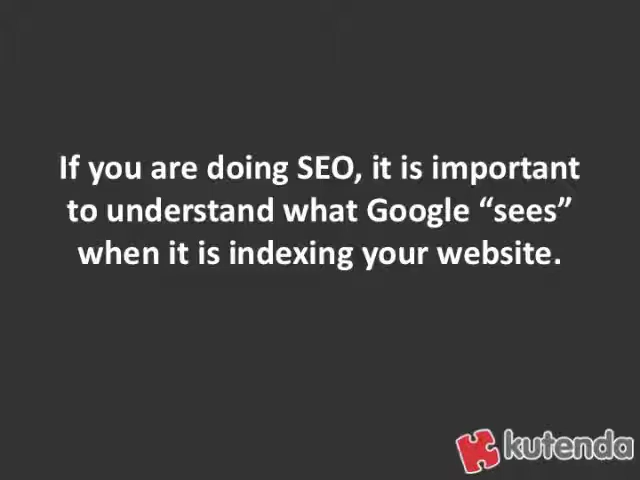 If you are doing SEO, it is important
to understand what Google “sees”
when it is indexing your website.
kutenda